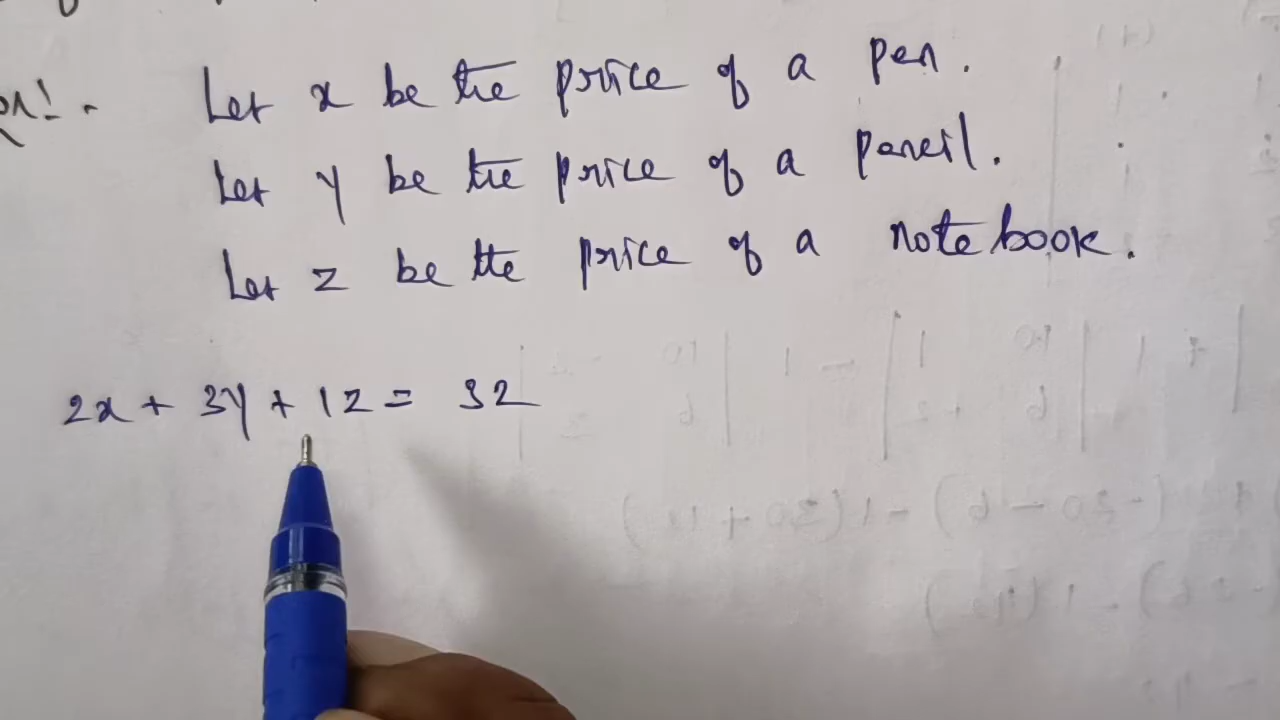 Let x be the price of a pen.
Let y be the price of a pencil.
Let z be the price of a notebook.
2x + 3y + 1z = 32